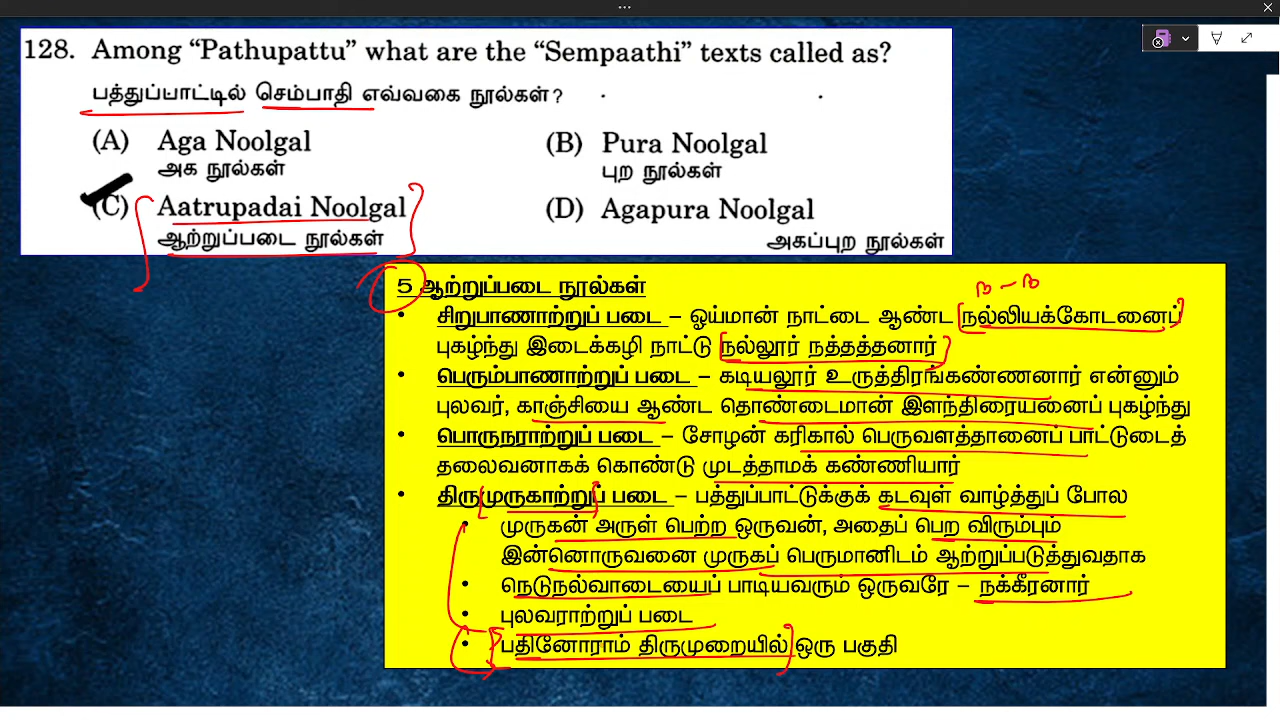 128. Among “Pathupattu” what are the “Sempaathi” texts called as?
பத்துப்பாட்டில் செம்பாதி எவ்வகை நூல்கள்?
(A) Aga Noolgal (B) Pura Noolgal
அக நூல்கள் புற நூல்கள்
(C) Aatrupadai Noolgal (D) Agapura Noolgal
ஆற்றுப்படை நூல்கள் அகப்புற நூல்கள்
5 ஆற்றுப்படை நூல்கள்
• சிறுபாணாற்றுப் படை – ஓய்மான் நாட்டை ஆண்ட நல்லியக்கோடனைப்
புகழ்ந்து இடைக்கழி நாட்டு நல்லூர் நத்தத்தனார்
• பெரும்பாணாற்றுப் படை – கடியலூர் உருத்திரங்கண்ணனார் என்னும்
புலவர், காஞ்சியை ஆண்ட தொண்டைமான் இளந்திரையனைப் புகழ்ந்து
• பொருநராற்றுப் படை – சோழன் கரிகால் பெருவளத்தானைப் பாட்டுடைத்
தலைவனாகக் கொண்டு முடத்தாமக் கண்ணியார்
• திருமுருகாற்றுப் படை – பத்துப்பாட்டுக்குக் கடவுள் வாழ்த்துப் போல
• முருகன் அருள் பெற்ற ஒருவன், அதைப் பெற விரும்பும்
இன்னொருவனை முருகப் பெருமானிடம் ஆற்றுப்படுத்துவதாக
• நெடுநல்வாடையைப் பாடியவரும் ஒருவரே – நக்கீரனார்
• புலவராற்றுப் படை
• பதினோராம் திருமுறையில் ஒரு பகுதி